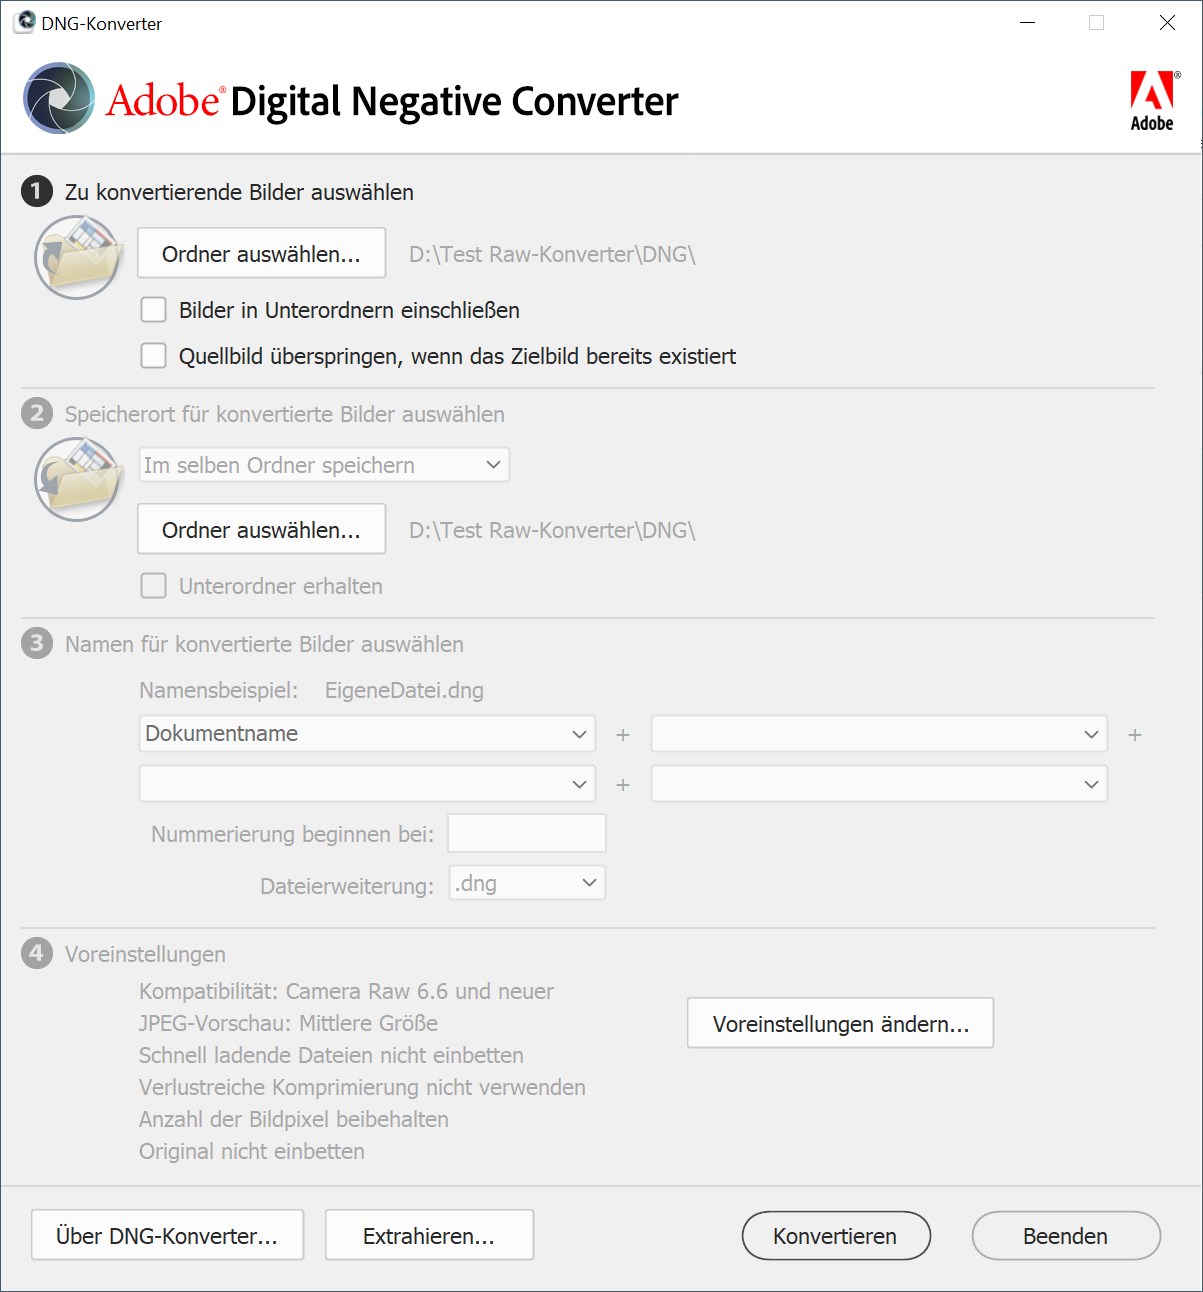 DNG-Konverter
Adobe® Digital Negative Converter
Adobe
1 Zu konvertierende Bilder auswählen
Ordner auswählen... D:\Test Raw-Konverter\DNG\
Bilder in Unterordnern einschließen
Quellbild überspringen, wenn das Zielbild bereits existiert
2 Speicherort für konvertierte Bilder auswählen
Im selben Ordner speichern
Ordner auswählen... D:\Test Raw-Konverter\DNG\
Unterordner erhalten
3 Namen für konvertierte Bilder auswählen
Namensbeispiel: EigeneDatei.dng
Dokumentname + +
+
Nummerierung beginnen bei:
Dateierweiterung: .dng
4 Voreinstellungen
Kompatibilität: Camera Raw 6.6 und neuer
JPEG-Vorschau: Mittlere Größe
Schnell ladende Dateien nicht einbetten
Verlustreiche Komprimierung nicht verwenden
Anzahl der Bildpixel beibehalten
Original nicht einbetten
Voreinstellungen ändern...
Über DNG-Konverter... Extrahieren... Konvertieren Beenden